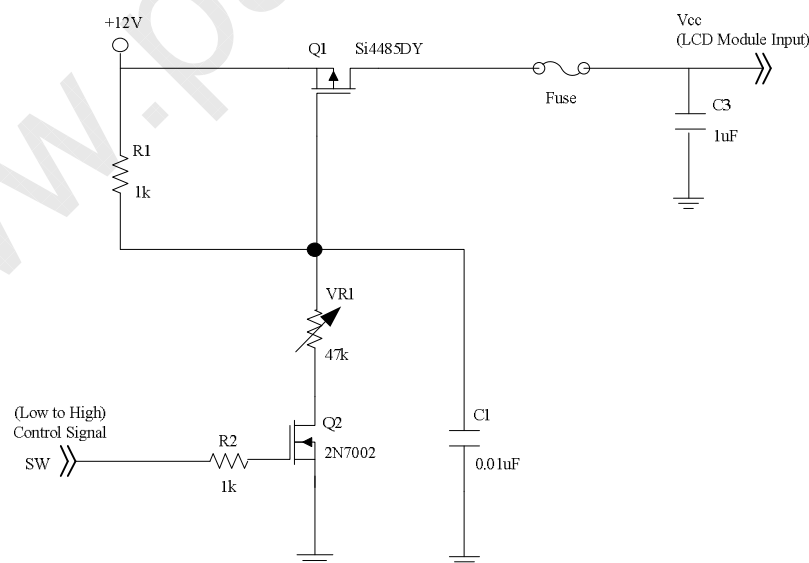 +12V
Vcc
(LCD Module Input)
Q1
Si4485DY
Fuse
C3
1uF
R1
1k
VR1
47k
(Low to High)
Control Signal
SW
R2
1k
Q2
2N7002
C1
0.01uF
w.pa